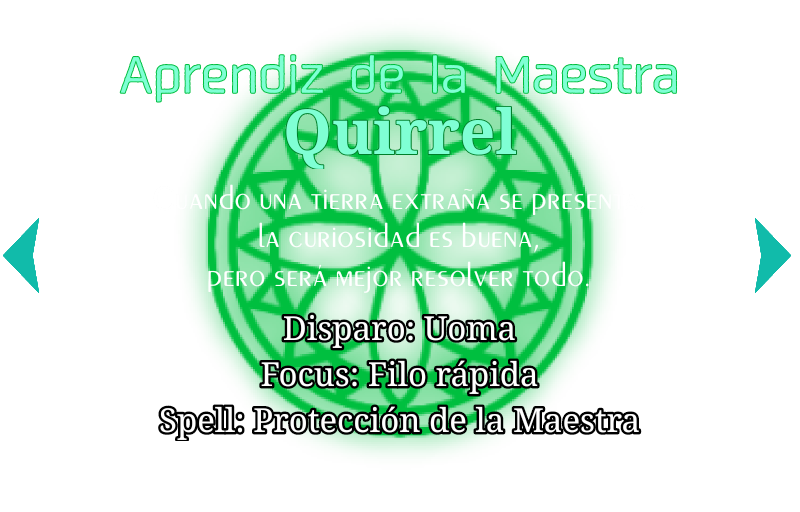 Aprendiz de la Maestra
Quírrel
una tierra extraña se
la curiosidad es buena,
pero será mejor resolver todo.
Disparo: Uoma
Focus: Filo rápida
Spell: Protección de la Maestra